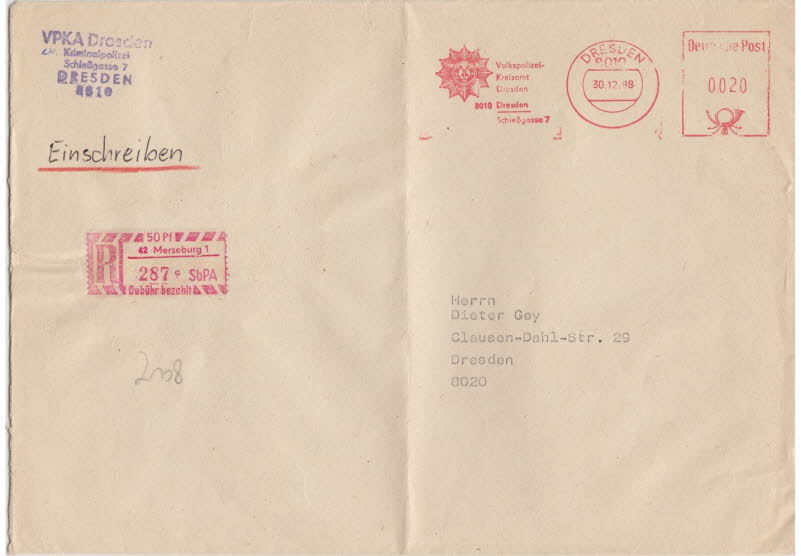 VPKA Dresden
Kriminalpolizei
Schießgasse 7
DRESDEN
8010
Einschreiben
50 Pf
42 Merseburg 1
R
287 g SbPA
Gebühr bezahlt
Volkspolizei-
Kreisamt
Dresden
8010 Dresden
Schießgasse 7
DRESDEN
8010
30.12.88
Deutsche Post
0020
Herrn
Dieter Gey
Clausen-Dahl-Str. 29
Dresden
8020